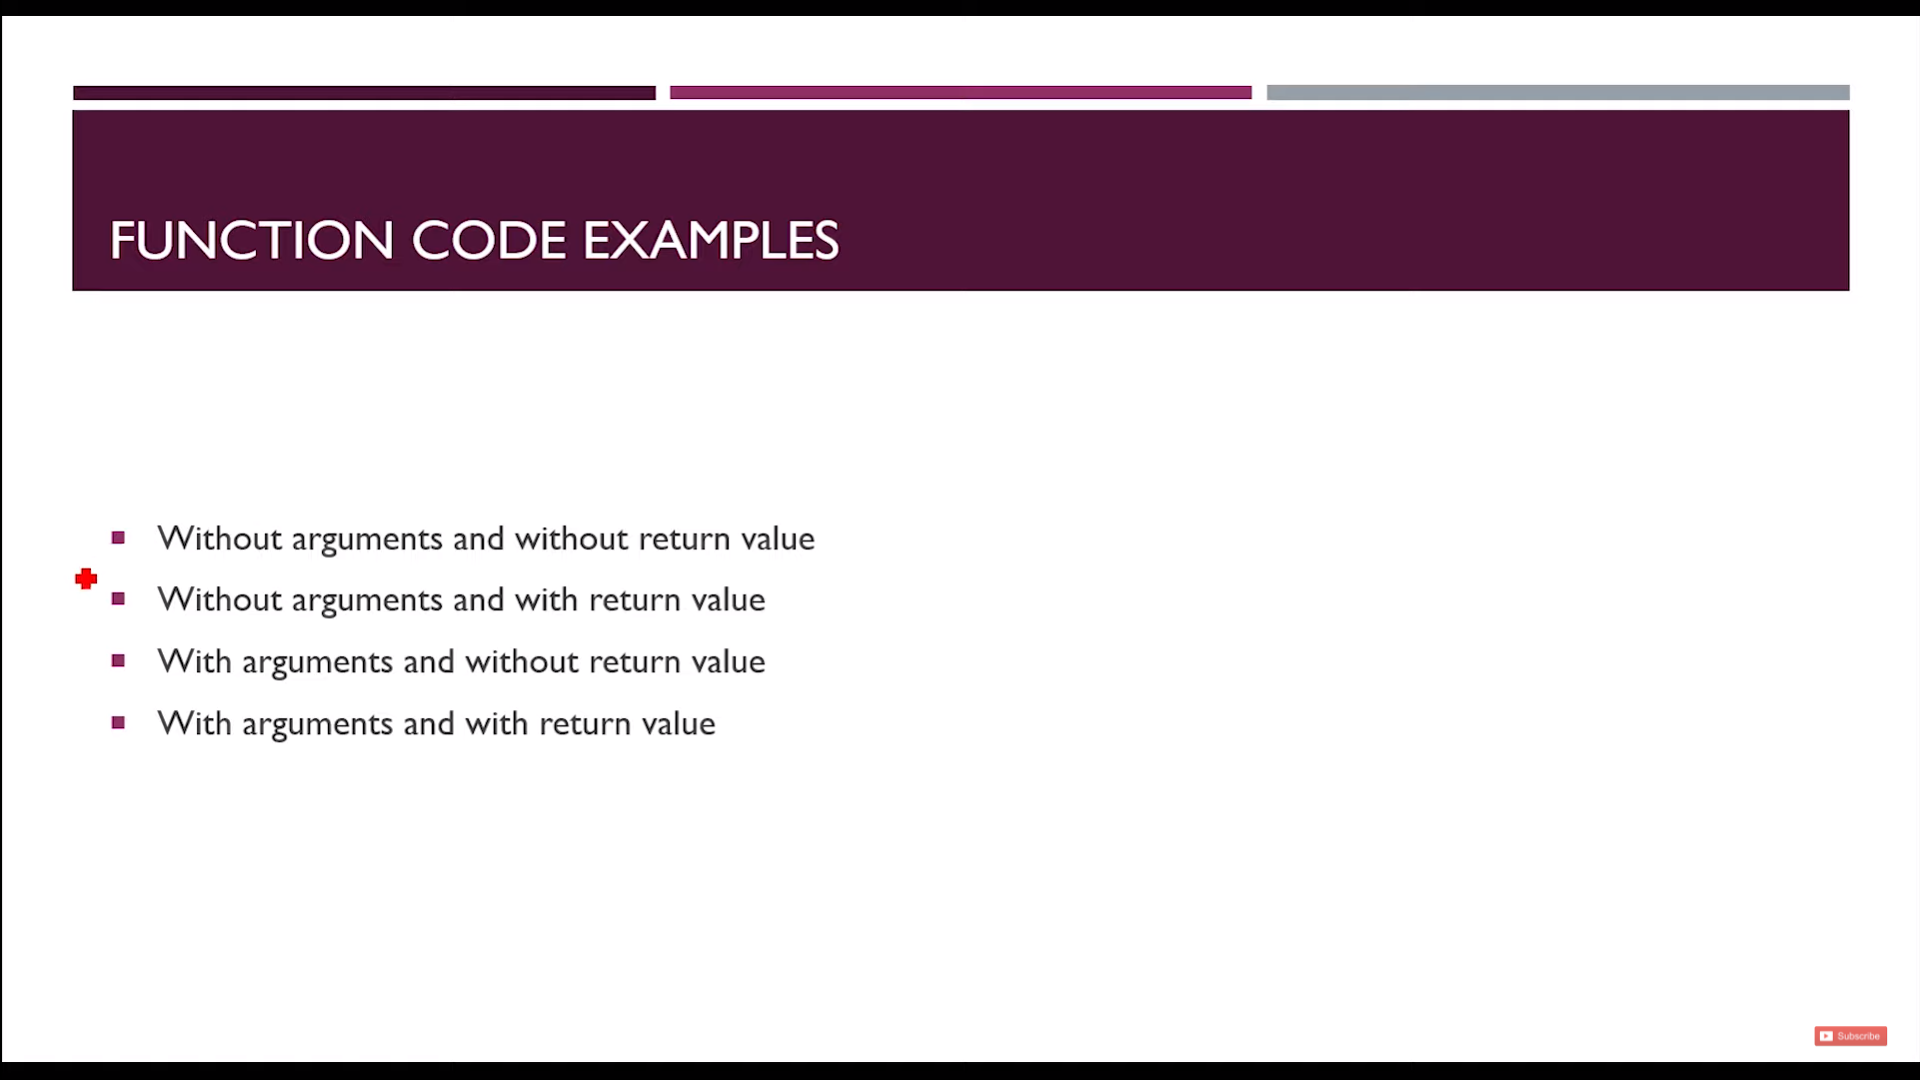 FUNCTION CODE EXAMPLES
Without arguments and without return value
Without arguments and with return value
With arguments and without return value
With arguments and with return value
Subscribe